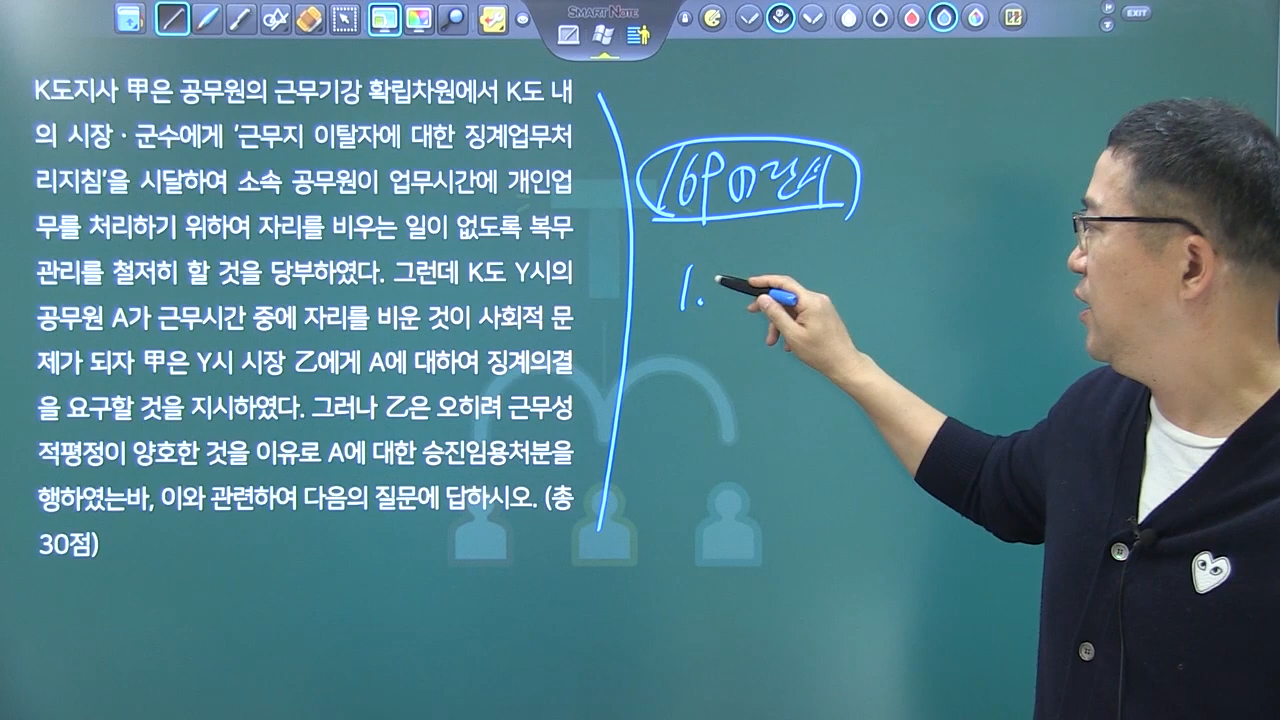 SMART NOTE
EXIT
K도지사 甲은 공무원의 근무기강 확립차원에서 K도 내
의 시장 · 군수에게 '근무지 이탈자에 대한 징계업무처
리지침'을 시달하여 소속 공무원이 업무시간에 개인업
무를 처리하기 위하여 자리를 비우는 일이 없도록 복무
관리를 철저히 할 것을 당부하였다. 그런데 K도 Y시의
공무원 A가 근무시간 중에 자리를 비운 것이 사회적 문
제가 되자 甲은 Y시 시장 乙에게 A에 대하여 징계의결
을 요구할 것을 지시하였다. 그러나 乙은 오히려 근무성
적평정이 양호한 것을 이유로 A에 대한 승진임용처분을
행하였는바, 이와 관련하여 다음의 질문에 답하시오. (총
30점)
1.